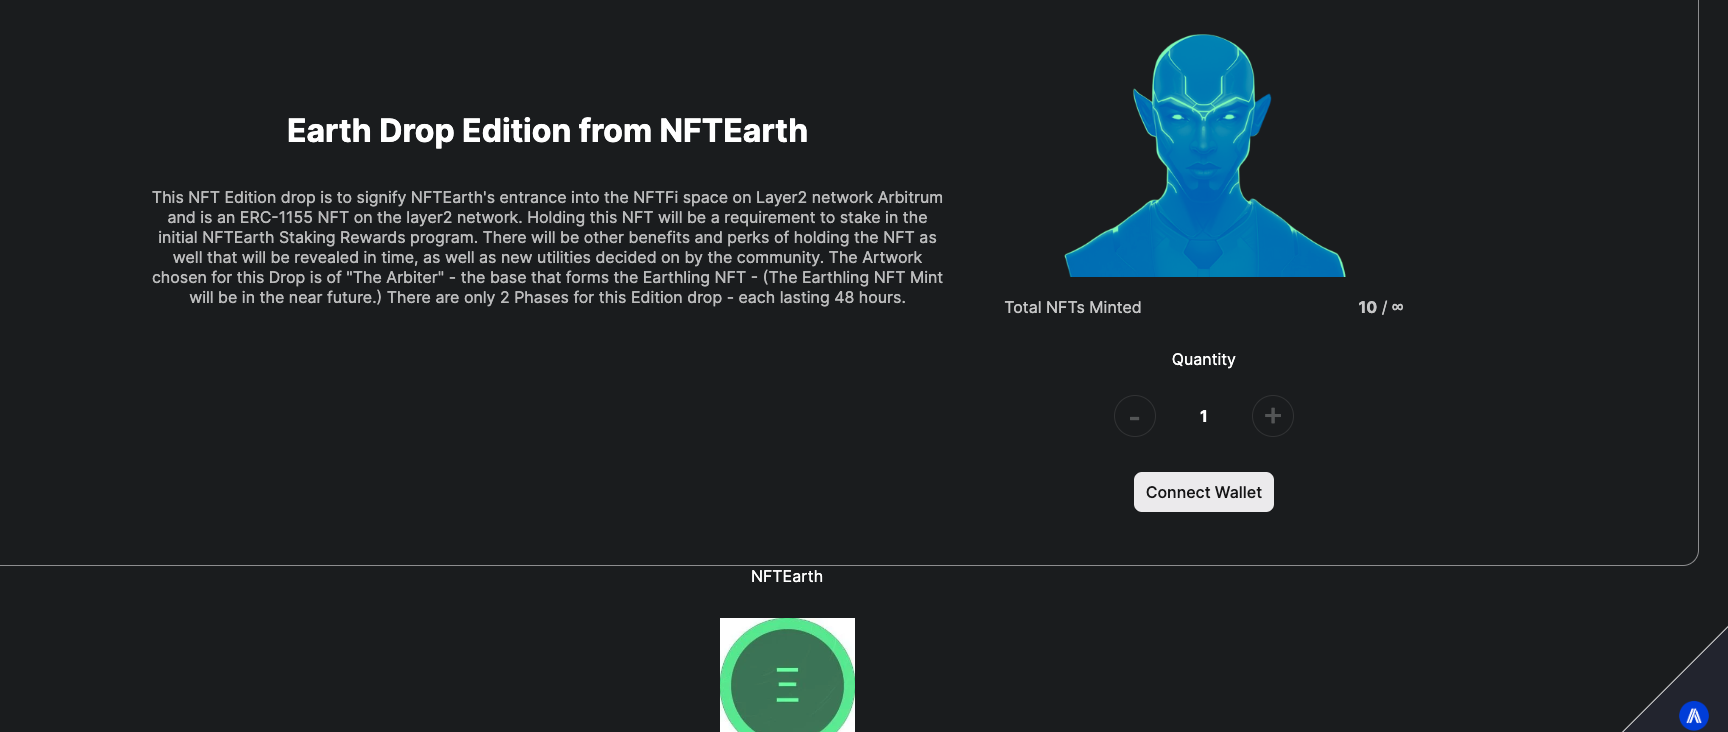 Earth Drop Edition from NFTEarth
This NFT Edition drop is to signify NFTEarth's entrance into the NFTFi space on Layer2 network Arbitrum
and is an ERC-1155 NFT on the layer2 network. Holding this NFT will be a requirement to stake in the
initial NFTEarth Staking Rewards program. There will be other benefits and perks of holding the NFT as
well that will be revealed in time, as well as new utilities decided on by the community. The Artwork
chosen for this Drop is of "The Arbiter" - the base that forms the Earthling NFT - (The Earthling NFT Mint
will be in the near future.) There are only 2 Phases for this Edition drop - each lasting 48 hours.
Total NFTs Minted 10 / ∞
Quantity
- 1 +
Connect Wallet
NFTEarth